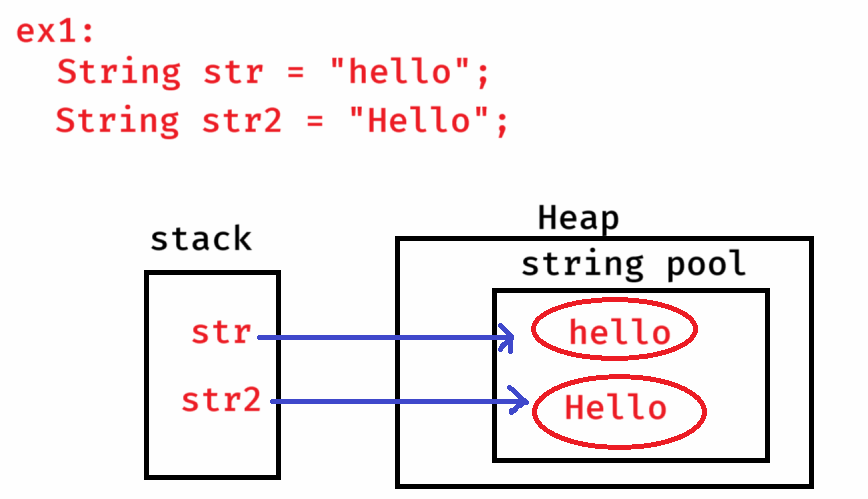 ex1:
String str = "hello";
String str2 = "Hello";
Heap
stack
string pool
str
hello
str2
Hello